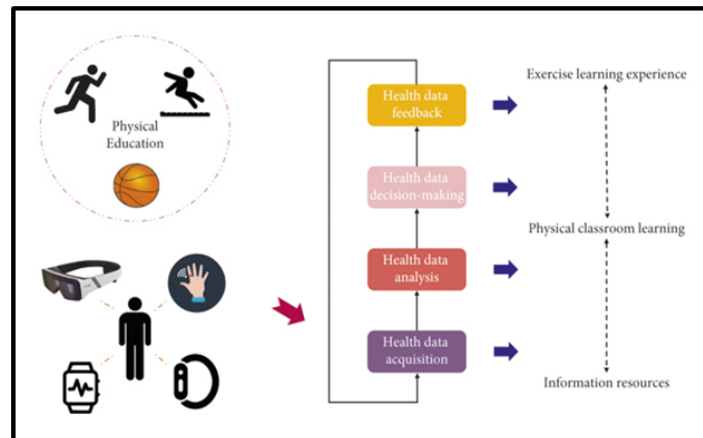 Physical
Education
Health data
feedback
Health data
decision-making
Health data
analysis
Health data
acquisition
Exercise learning experience
Physical classroom learning
Information resources